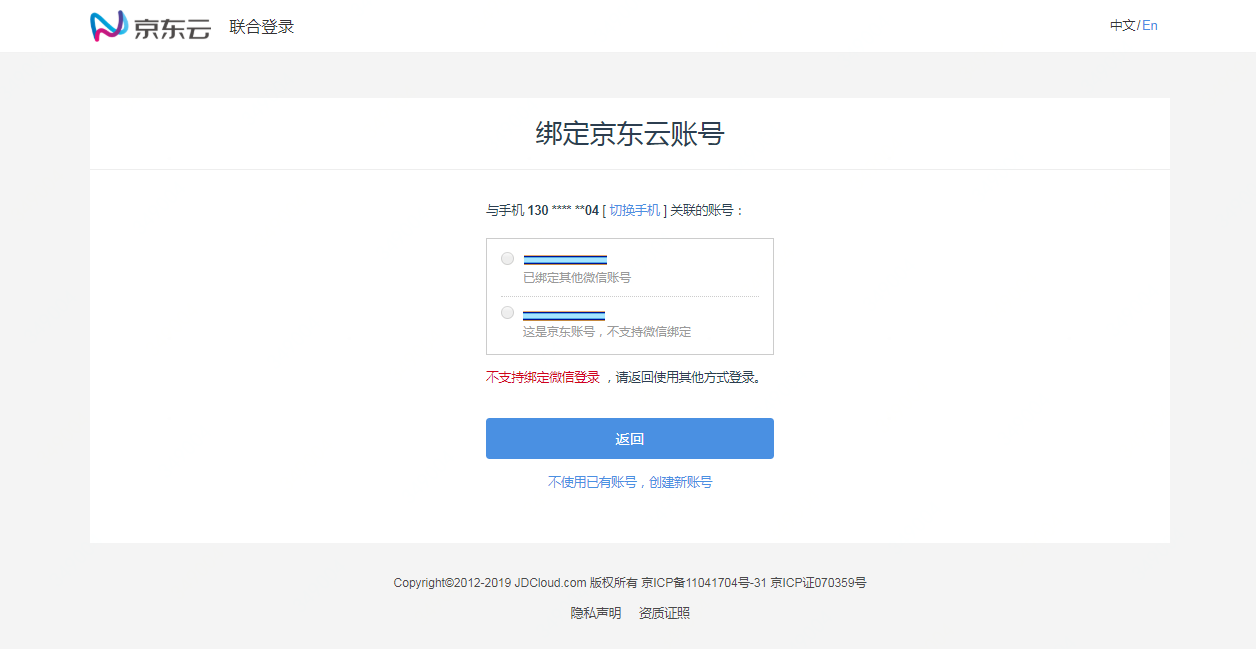 京东云 联合登录 中文/En
绑定京东云账号
与手机 130 **** **04 [ 切换手机 ] 关联的账号：
已绑定其他微信账号
这是京东账号，不支持微信绑定
不支持绑定微信登录 ，请返回使用其他方式登录。
返回
不使用已有账号，创建新账号
Copyright©2012-2019 JDCloud.com 版权所有 京ICP备11041704号-31 京ICP证070359号
隐私声明 资质证照